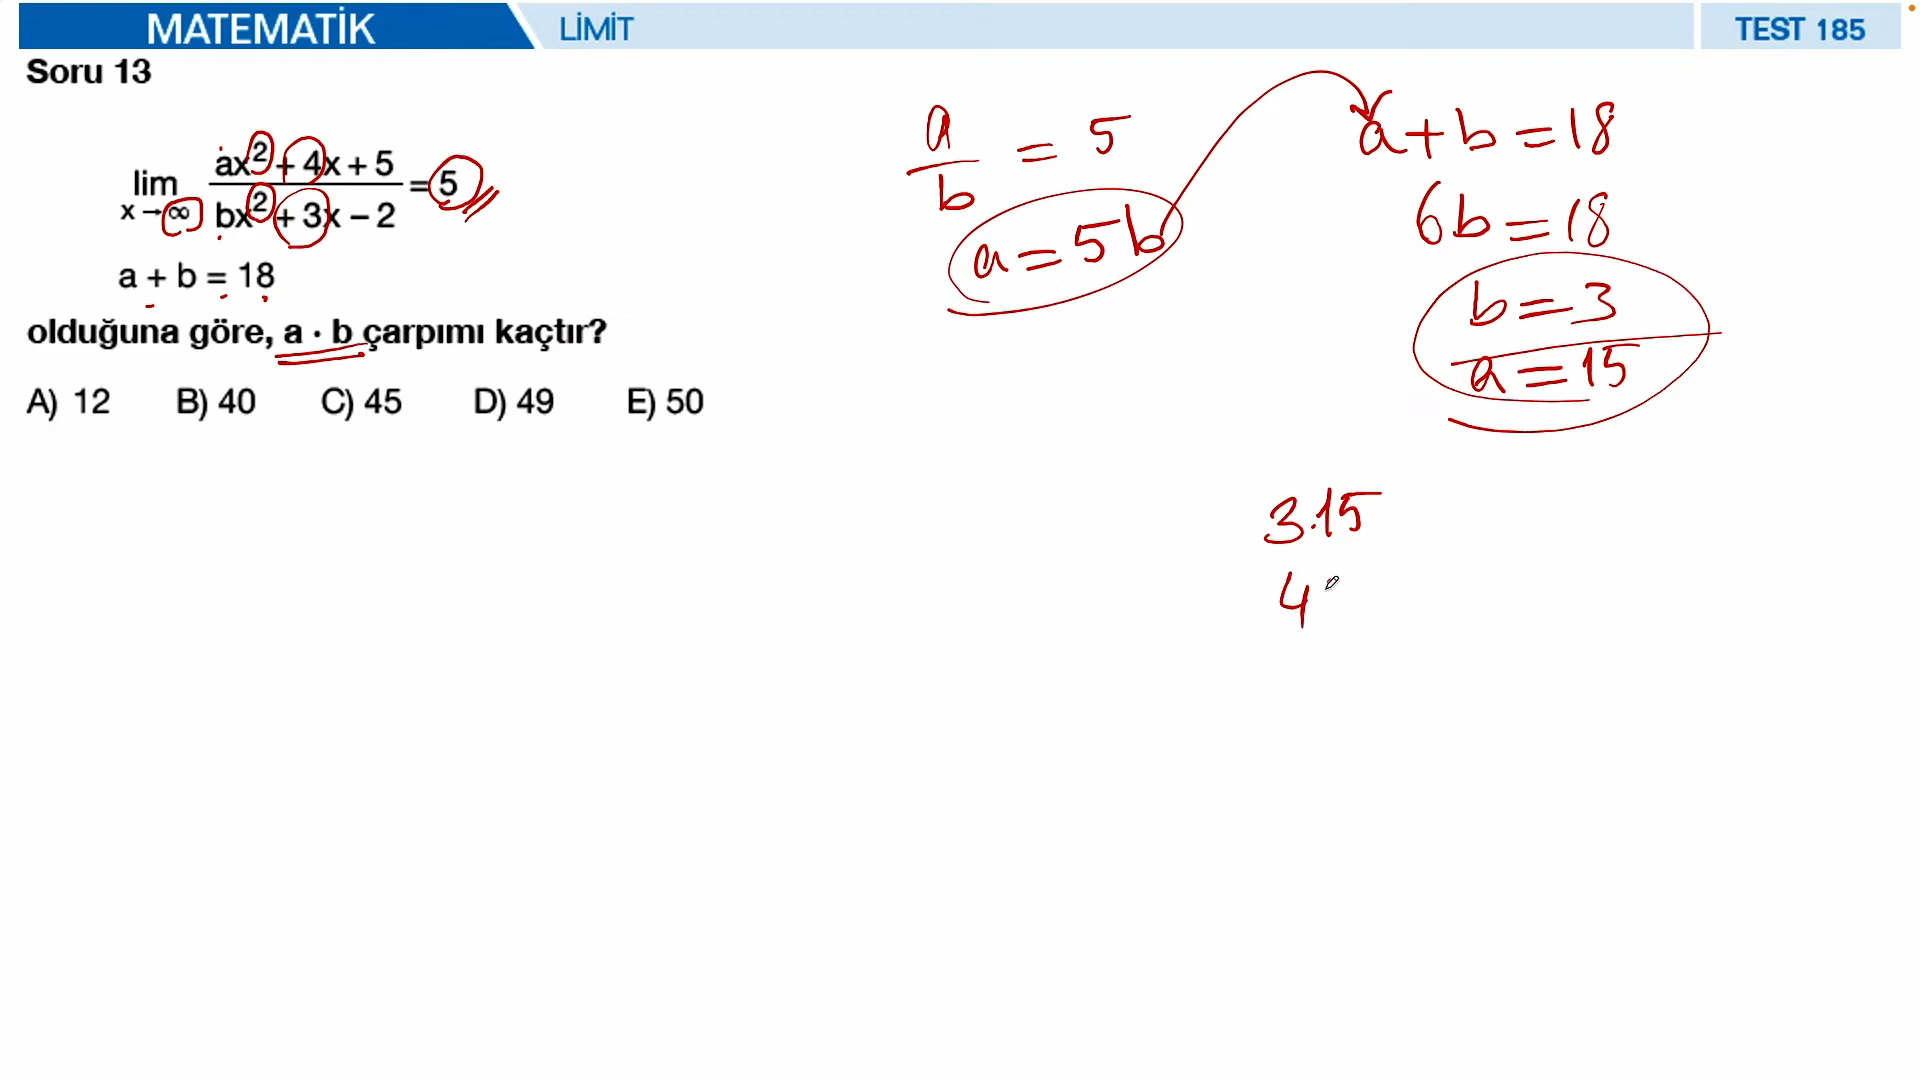 MATEMATİK
LİMİT
TEST 185
Soru 13
lim x→∞ (ax² + 4x + 5)/(bx² + 3x − 2) = 5
a + b = 18
olduğuna göre, a · b çarpımı kaçtır?
A) 12 B) 40 C) 45 D) 49 E) 50
a/b = 5
a = 5b
a + b = 18
6b = 18
b = 3
a = 15
3.15
4